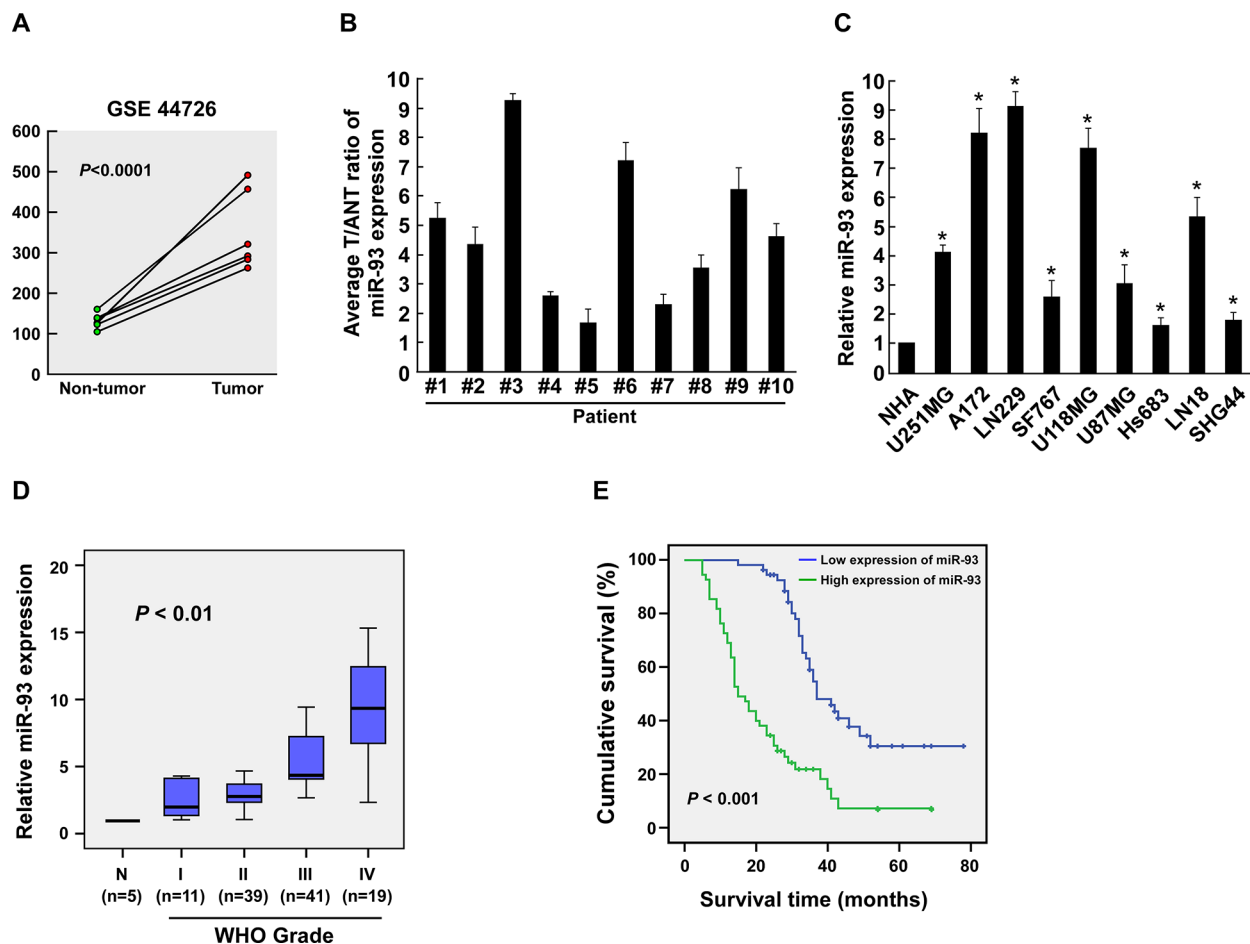 A
GSE 44726
600
500
400
300
200
100
0
P<0.0001
Non-tumor
Tumor
B
Average T/ANT ratio of
miR-93 expression
10
9
8
7
6
5
4
3
2
1
0
#1 #2 #3 #4 #5 #6 #7 #8 #9 #10
Patient
C
Relative miR-93 expression
10
9
8
7
6
5
4
3
2
1
0
* * * * * * * * *
NHA
U251MG
A172
LN229
SF767
U118MG
U87MG
Hs683
LN18
SHG44
D
Relative miR-93 expression
20
15
10
5
0
P < 0.01
N I II III IV
(n=5) (n=11) (n=39) (n=41) (n=19)
WHO Grade
E
Cumulative survival (%)
100
80
60
40
20
0
Low expression of miR-93
High expression of miR-93
P < 0.001
0 20 40 60 80
Survival time (months)